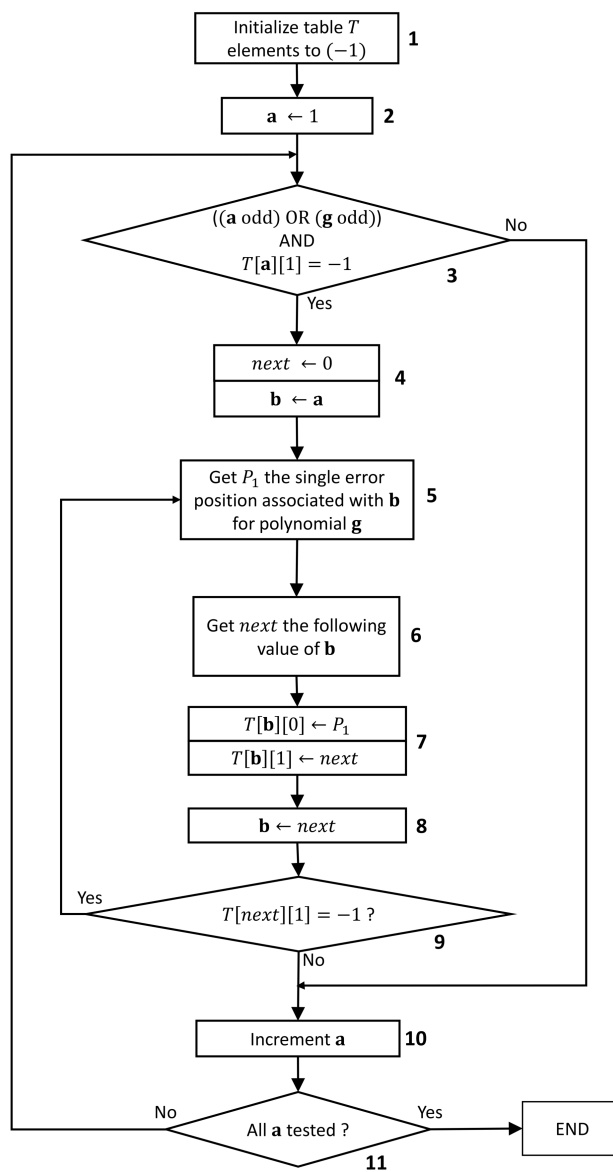 Initialize table T
elements to (−1)
1
a ← 1
2
((a odd) OR (g odd))
AND
T[a][1] = −1
No
3
Yes
next ← 0
b ← a
4
Get P₁ the single error
position associated with b
for polynomial g
5
Get next the following
value of b
6
T[b][0] ← P₁
T[b][1] ← next
7
b ← next
8
Yes
T[next][1] = −1 ?
9
No
Increment a
10
No
All a tested ?
Yes
END
11